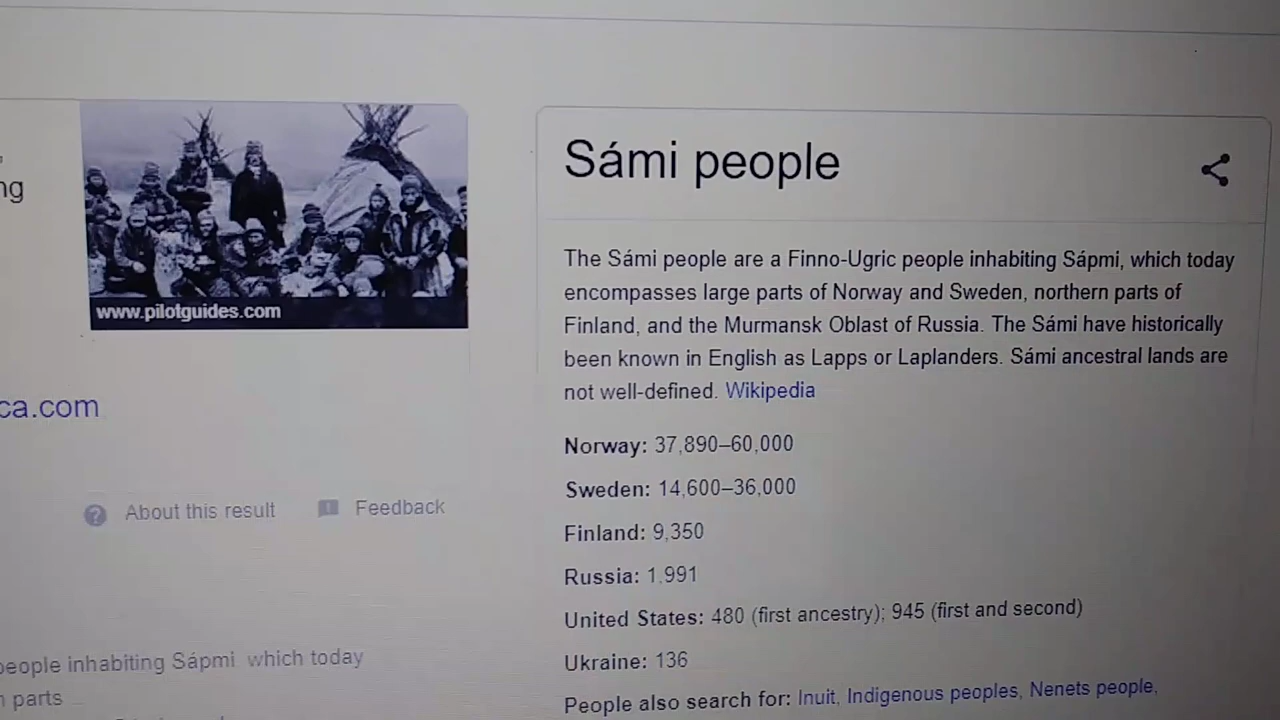 ng
www.pilotguides.com
ca.com
About this result
Feedback
people inhabiting Sápmi which today
parts
Sámi people
The Sámi people are a Finno-Ugric people inhabiting Sápmi, which today
encompasses large parts of Norway and Sweden, northern parts of
Finland, and the Murmansk Oblast of Russia. The Sámi have historically
been known in English as Lapps or Laplanders. Sámi ancestral lands are
not well-defined. Wikipedia
Norway: 37,890–60,000
Sweden: 14,600–36,000
Finland: 9,350
Russia: 1.991
United States: 480 (first ancestry); 945 (first and second)
Ukraine: 136
People also search for: Inuit, Indigenous peoples, Nenets people,